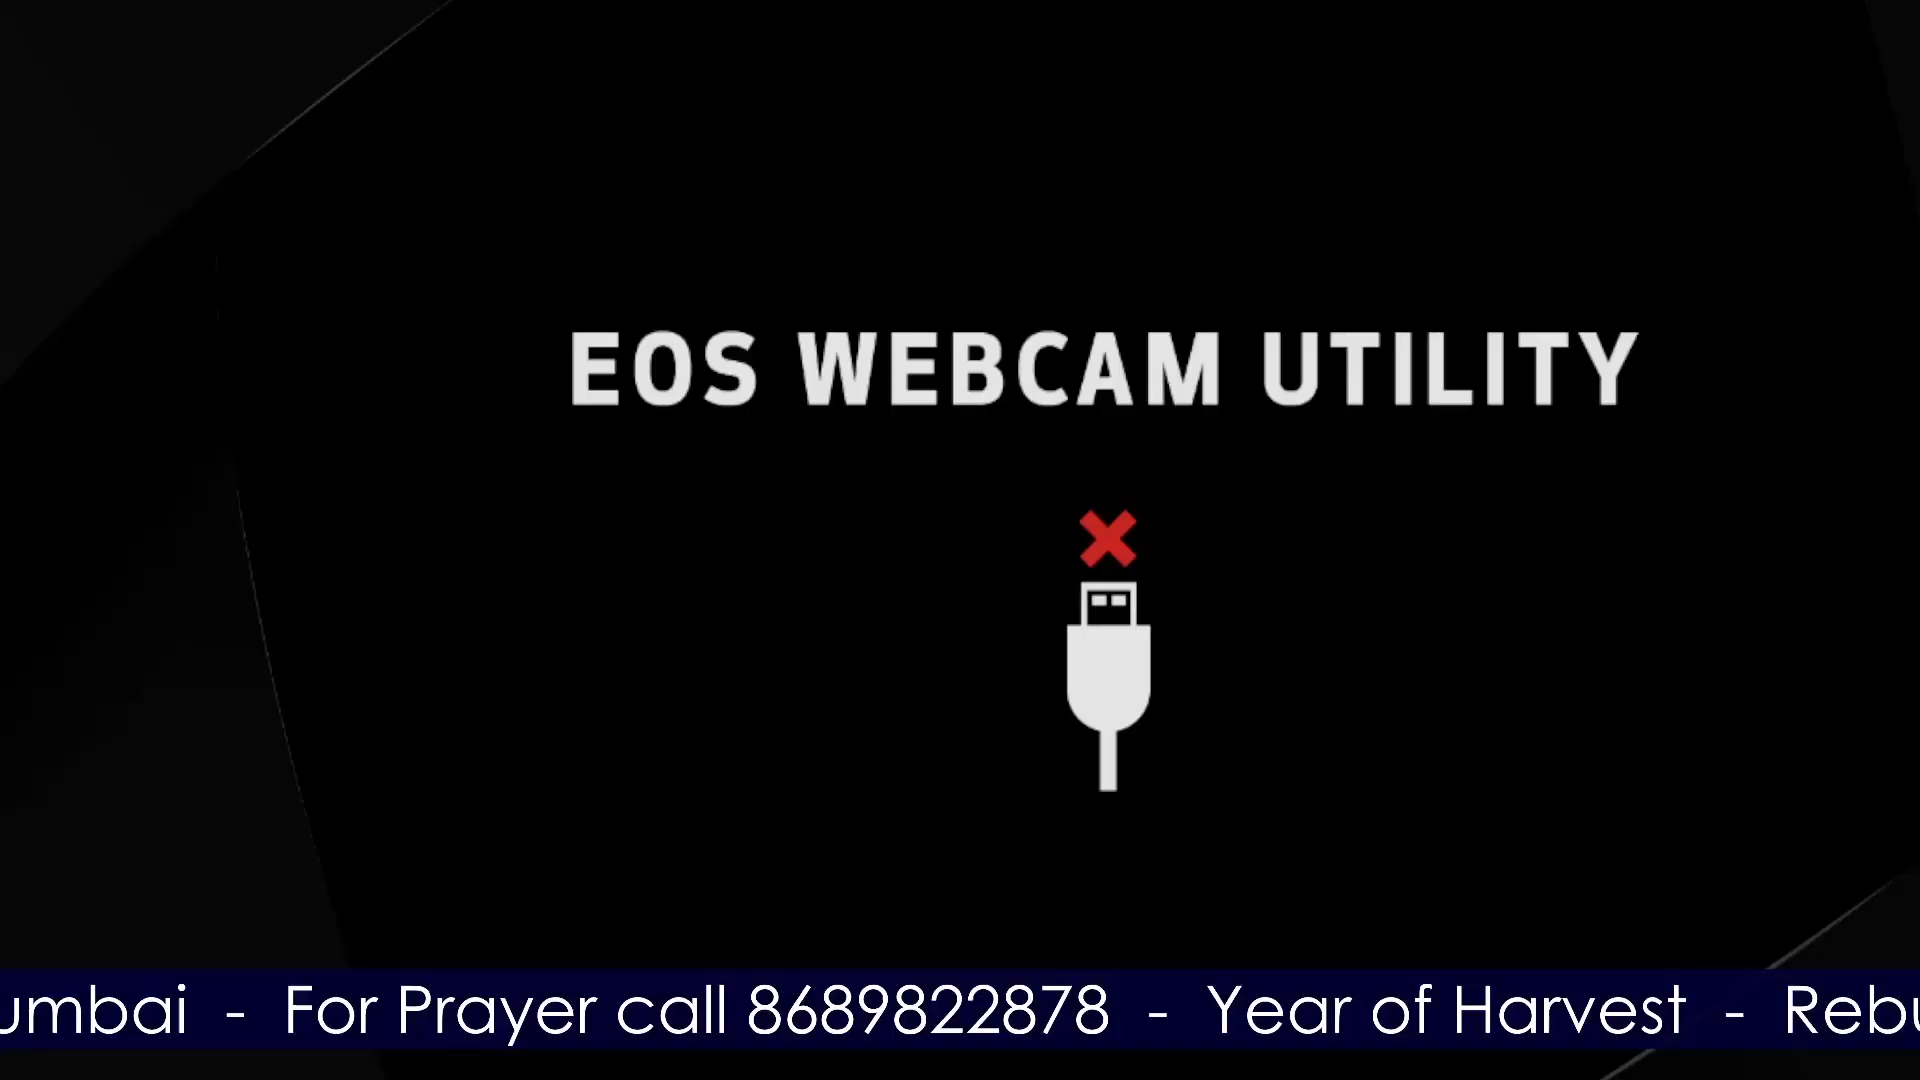 EOS WEBCAM UTILITY
umbai - For Prayer call 8689822878 - Year of Harvest - Rebu